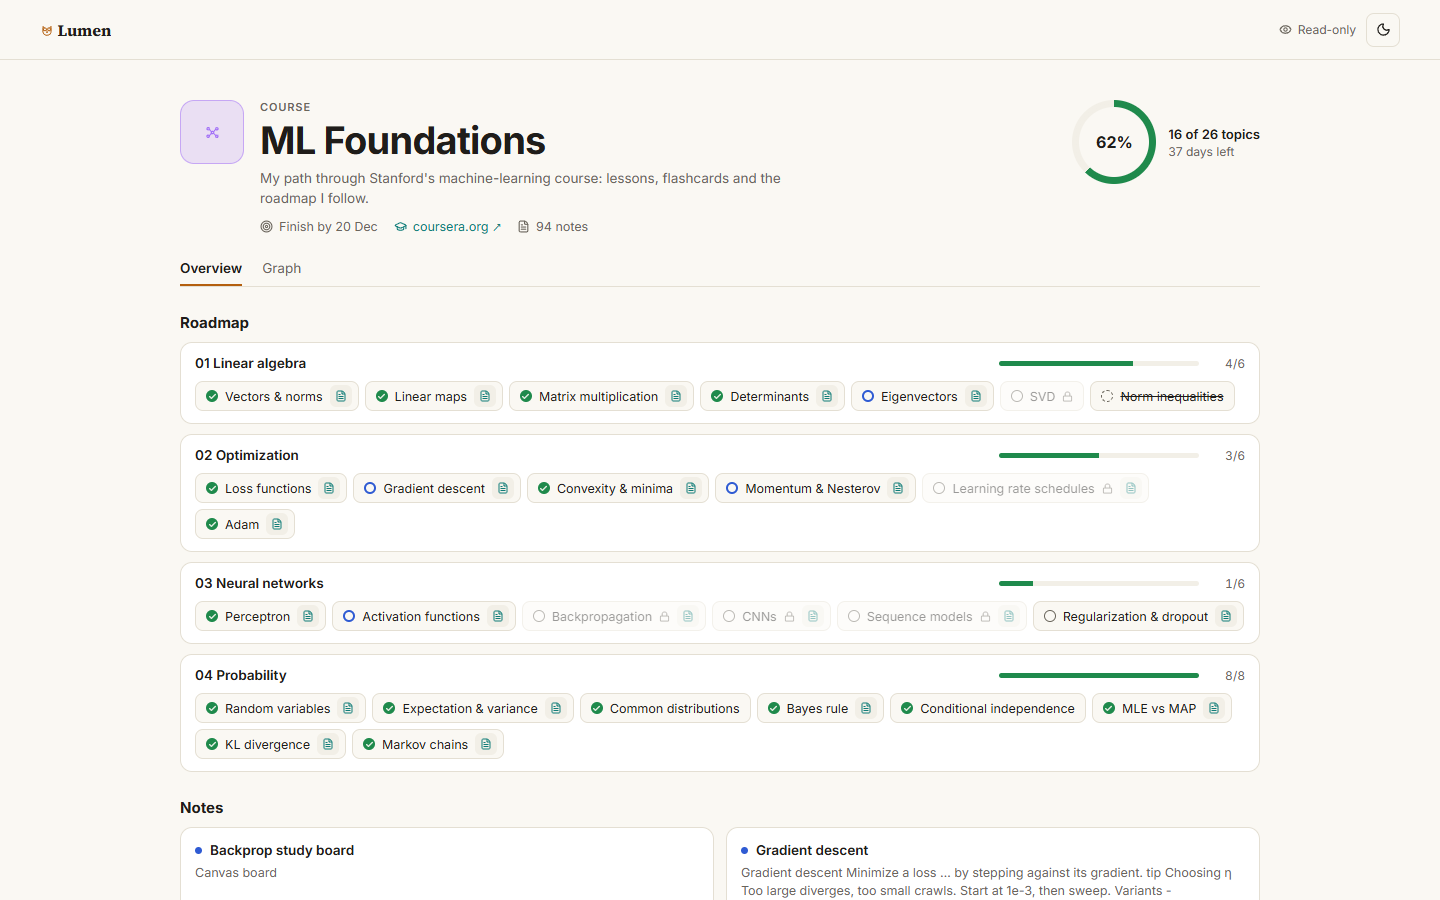 Lumen
Read-only
COURSE
ML Foundations
My path through Stanford's machine-learning course: lessons, flashcards and the
roadmap I follow.
Finish by 20 Dec
coursera.org ↗
94 notes
62%
16 of 26 topics
37 days left
Overview
Graph
Roadmap
01 Linear algebra
4/6
Vectors & norms
Linear maps
Matrix multiplication
Determinants
Eigenvectors
SVD
Norm inequalities
02 Optimization
3/6
Loss functions
Gradient descent
Convexity & minima
Momentum & Nesterov
Learning rate schedules
Adam
03 Neural networks
1/6
Perceptron
Activation functions
Backpropagation
CNNs
Sequence models
Regularization & dropout
04 Probability
8/8
Random variables
Expectation & variance
Common distributions
Bayes rule
Conditional independence
MLE vs MAP
KL divergence
Markov chains
Notes
Backprop study board
Canvas board
Gradient descent
Gradient descent Minimize a loss ... by stepping against its gradient. tip Choosing η
Too large diverges, too small crawls. Start at 1e-3, then sweep. Variants -